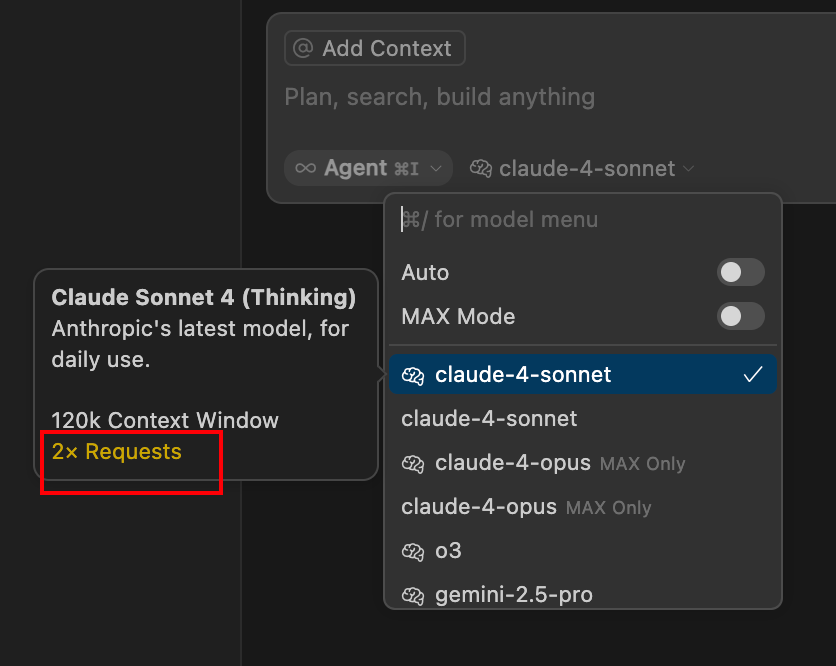 @ Add Context
Plan, search, build anything
∞ Agent ⌘I
claude-4-sonnet
⌘/ for model menu
Auto
MAX Mode
claude-4-sonnet
claude-4-sonnet
claude-4-opus MAX Only
claude-4-opus MAX Only
o3
gemini-2.5-pro
Claude Sonnet 4 (Thinking)
Anthropic's latest model, for
daily use.
120k Context Window
2× Requests